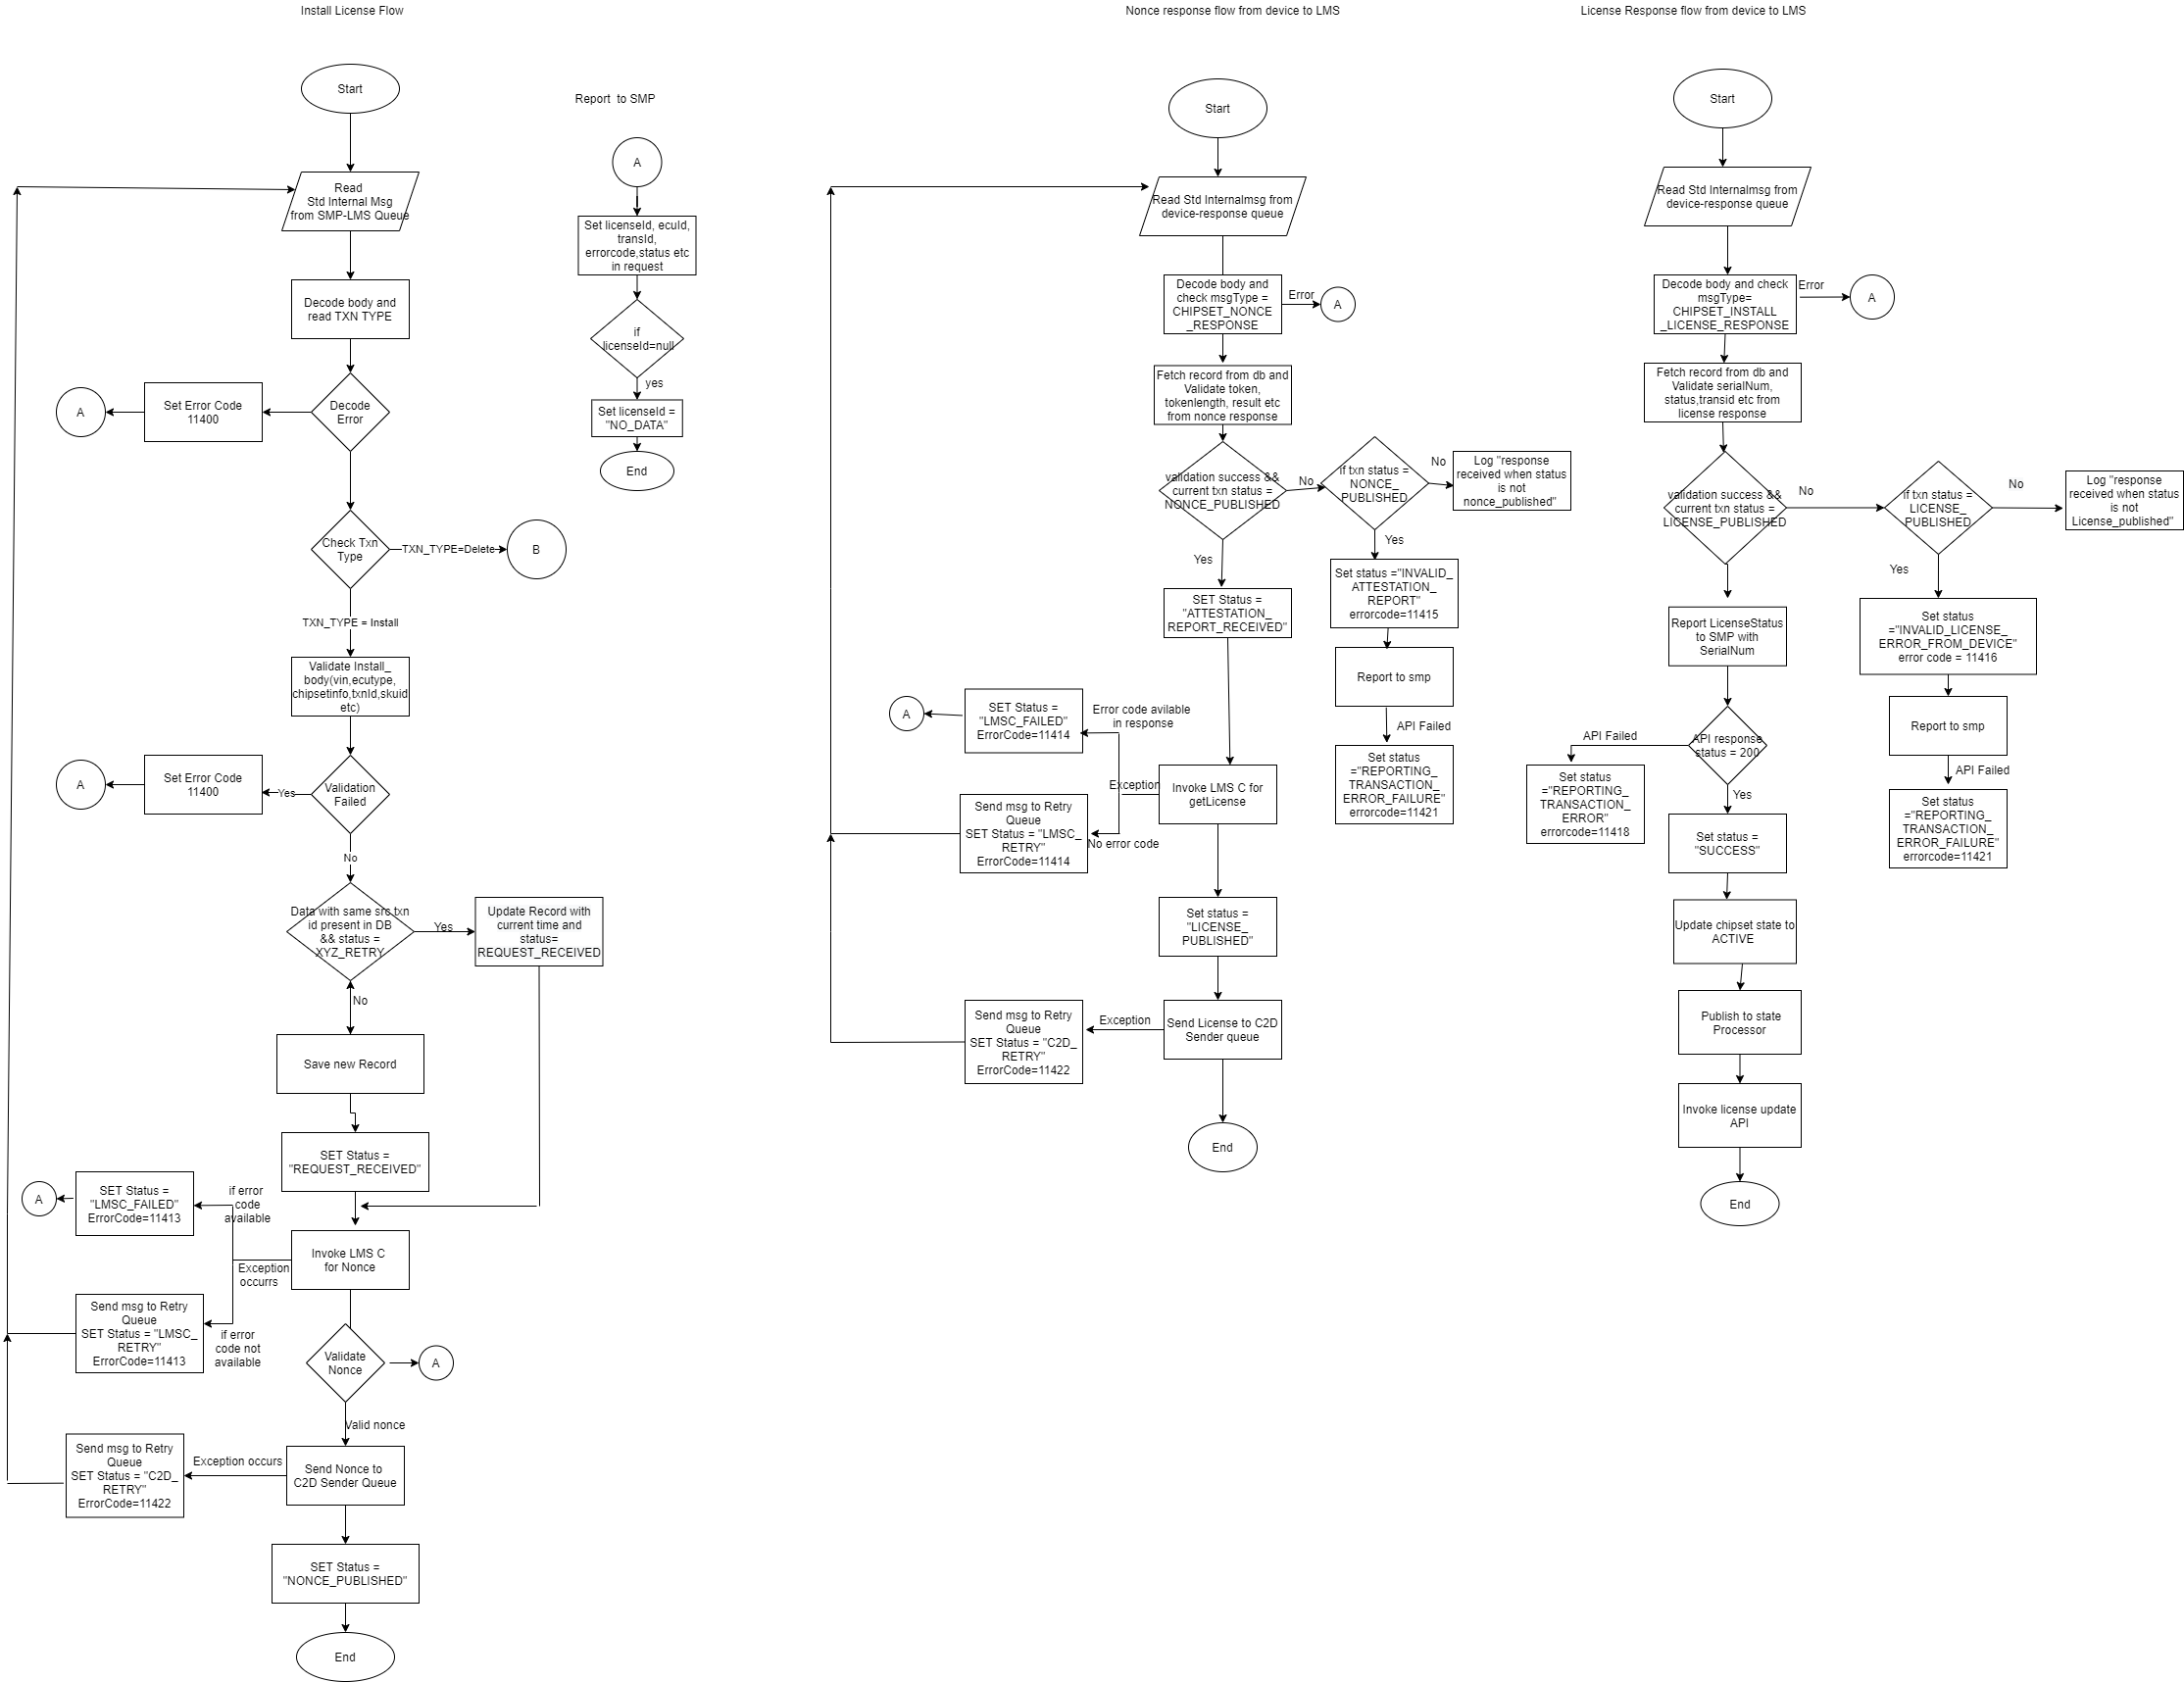 Install License Flow
Start
Read
Std Internal Msg
from SMP-LMS Queue
Decode body and
read TXN TYPE
Decode
Error
Set Error Code
11400
A
Check Txn
Type
TXN_TYPE=Delete
B
TXN_TYPE = Install
Validate Install_
body(vin,ecutype,
chipsetinfo,txnId,skuid
etc)
Validation
Failed
Yes
Set Error Code
11400
A
No
Data with same src txn
id present in DB
&& status =
XYZ_RETRY
Yes
Update Record with
current time and
status=
REQUEST_RECEIVED
No
Save new Record
SET Status =
"REQUEST_RECEIVED"
Invoke LMS C
for Nonce
Exception
occurrs
if error
code
available
SET Status =
"LMSC_FAILED"
ErrorCode=11413
A
if error
code not
available
Send msg to Retry
Queue
SET Status = "LMSC_
RETRY"
ErrorCode=11413
Validate
Nonce
A
Valid nonce
Send Nonce to
C2D Sender Queue
Exception occurs
Send msg to Retry
Queue
SET Status = "C2D_
RETRY"
ErrorCode=11422
SET Status =
"NONCE_PUBLISHED"
End
Report  to SMP
A
Set licenseId, ecuId,
transId,
errorcode,status etc
in request
if
licenseId=null
yes
Set licenseId =
"NO_DATA"
End
Nonce response flow from device to LMS
Start
Read Std Internalmsg from
device-response queue
Decode body and
check msgType =
CHIPSET_NONCE
_RESPONSE
Error
A
Fetch record from db and
Validate token,
tokenlength, result etc
from nonce response
validation success &&
current txn status =
NONCE_PUBLISHED
No
if txn status =
NONCE_
PUBLISHED
No
Log "response
received when status
is not
nonce_published"
Yes
Set status ="INVALID_
ATTESTATION_
REPORT"
errorcode=11415
Report to smp
API Failed
Set status
="REPORTING_
TRANSACTION_
ERROR_FAILURE"
errorcode=11421
Yes
SET Status =
"ATTESTATION_
REPORT_RECEIVED"
Invoke LMS C for
getLicense
Exception
Error code avilable
in response
SET Status =
"LMSC_FAILED"
ErrorCode=11414
A
No error code
Send msg to Retry
Queue
SET Status = "LMSC_
RETRY"
ErrorCode=11414
Set status =
"LICENSE_
PUBLISHED"
Send License to C2D
Sender queue
Exception
Send msg to Retry
Queue
SET Status = "C2D_
RETRY"
ErrorCode=11422
End
License Response flow from device to LMS
Start
Read Std Internalmsg from
device-response queue
Decode body and check
msgType=
CHIPSET_INSTALL
_LICENSE_RESPONSE
Error
A
Fetch record from db and
Validate serialNum,
status,transid etc from
license response
validation success &&
current txn status =
LICENSE_PUBLISHED
No
if txn status =
LICENSE_
PUBLISHED
No
Log "response
received when status
is not
License_published"
Yes
Set status
="INVALID_LICENSE_
ERROR_FROM_DEVICE"
error code = 11416
Report to smp
API Failed
Set status
="REPORTING_
TRANSACTION_
ERROR_FAILURE"
errorcode=11421
Report LicenseStatus
to SMP with
SerialNum
API response
status = 200
API Failed
Set status
="REPORTING_
TRANSACTION_
ERROR"
errorcode=11418
Yes
Set status =
"SUCCESS"
Update chipset state to
ACTIVE
Publish to state
Processor
Invoke license update
API
End